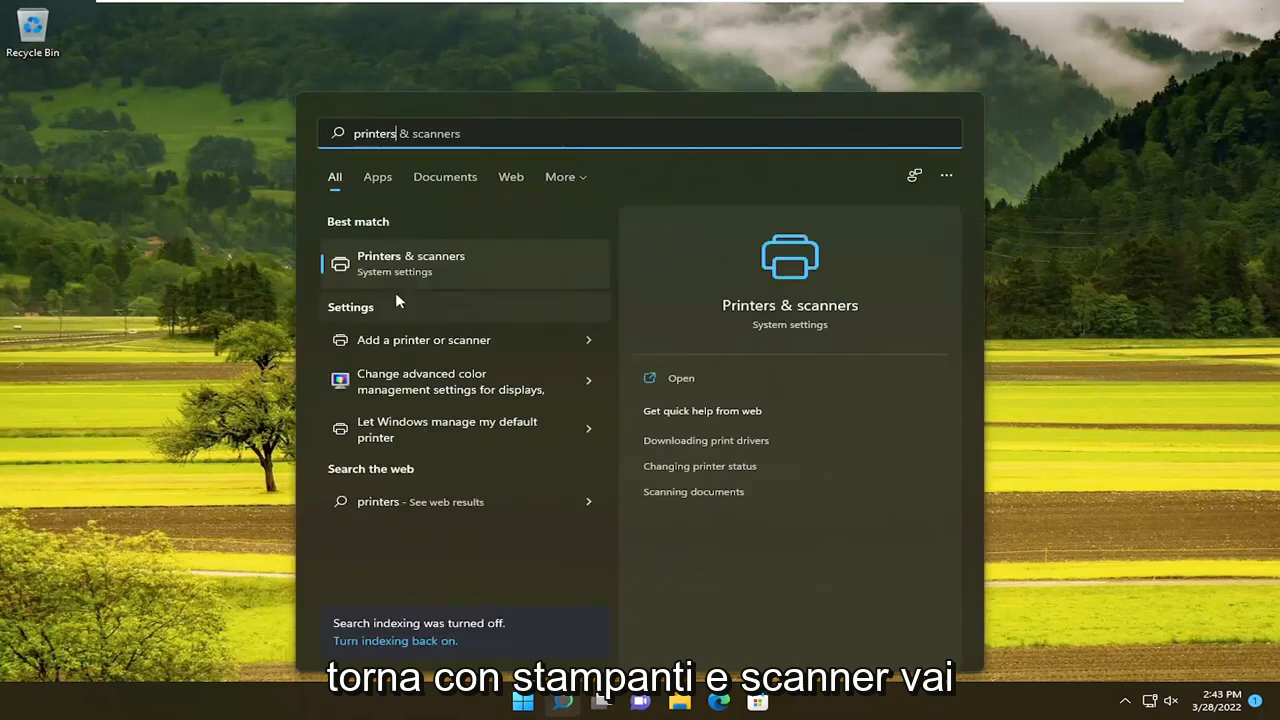 Recycle Bin
printers & scanners
All Apps Documents Web More
Best match
Printers & scanners
System settings
Settings
Add a printer or scanner
Change advanced color
management settings for displays,
Let Windows manage my default
printer
Search the web
printers - See web results
Search indexing was turned off.
Turn indexing back on.
Printers & scanners
System settings
Open
Get quick help from web
Downloading print drivers
Changing printer status
Scanning documents
torna con stampanti e scanner vai
2:43 PM
3/28/2022
1